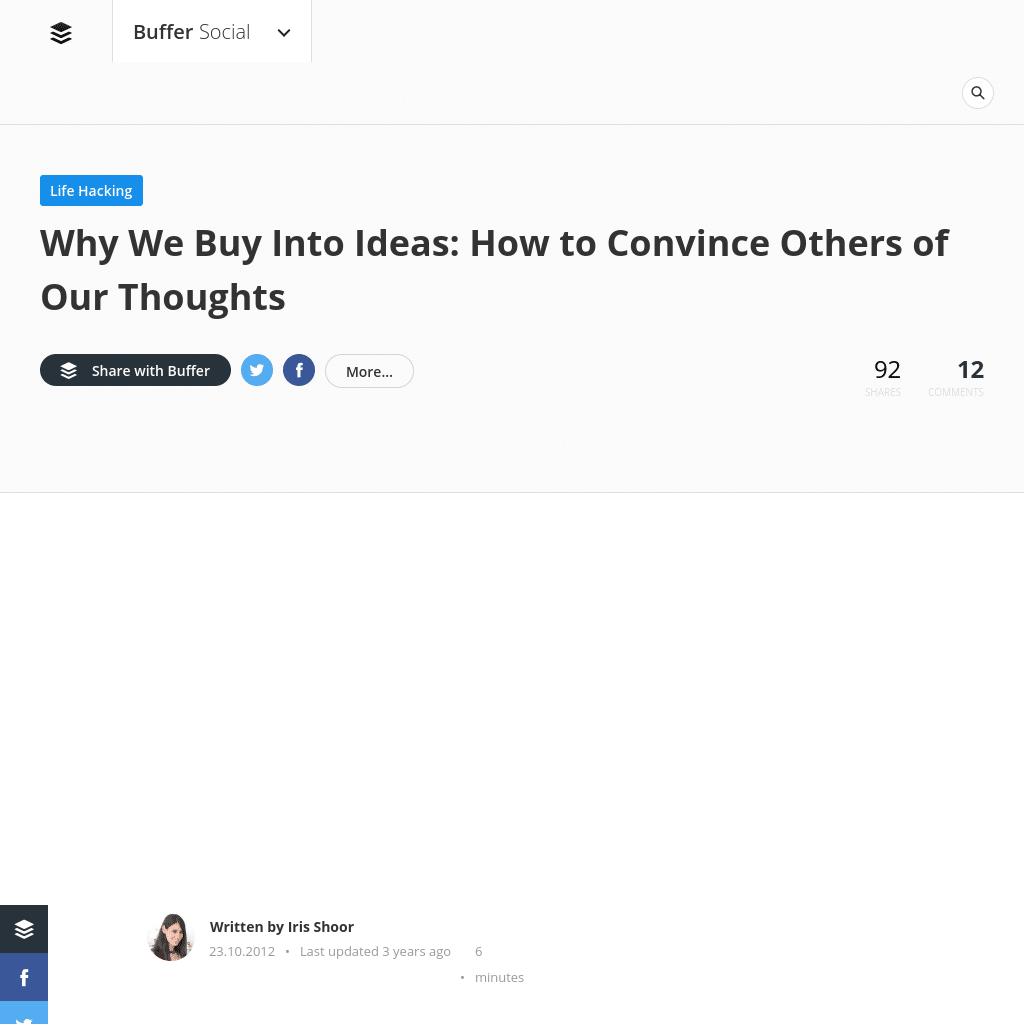 Buffer Social
Life Hacking
Why We Buy Into Ideas: How to Convince Others of
Our Thoughts
Share with Buffer
More...
92
SHARES
12
COMMENTS
Written by Iris Shoor
23.10.2012 • Last updated 3 years ago • 6
minutes